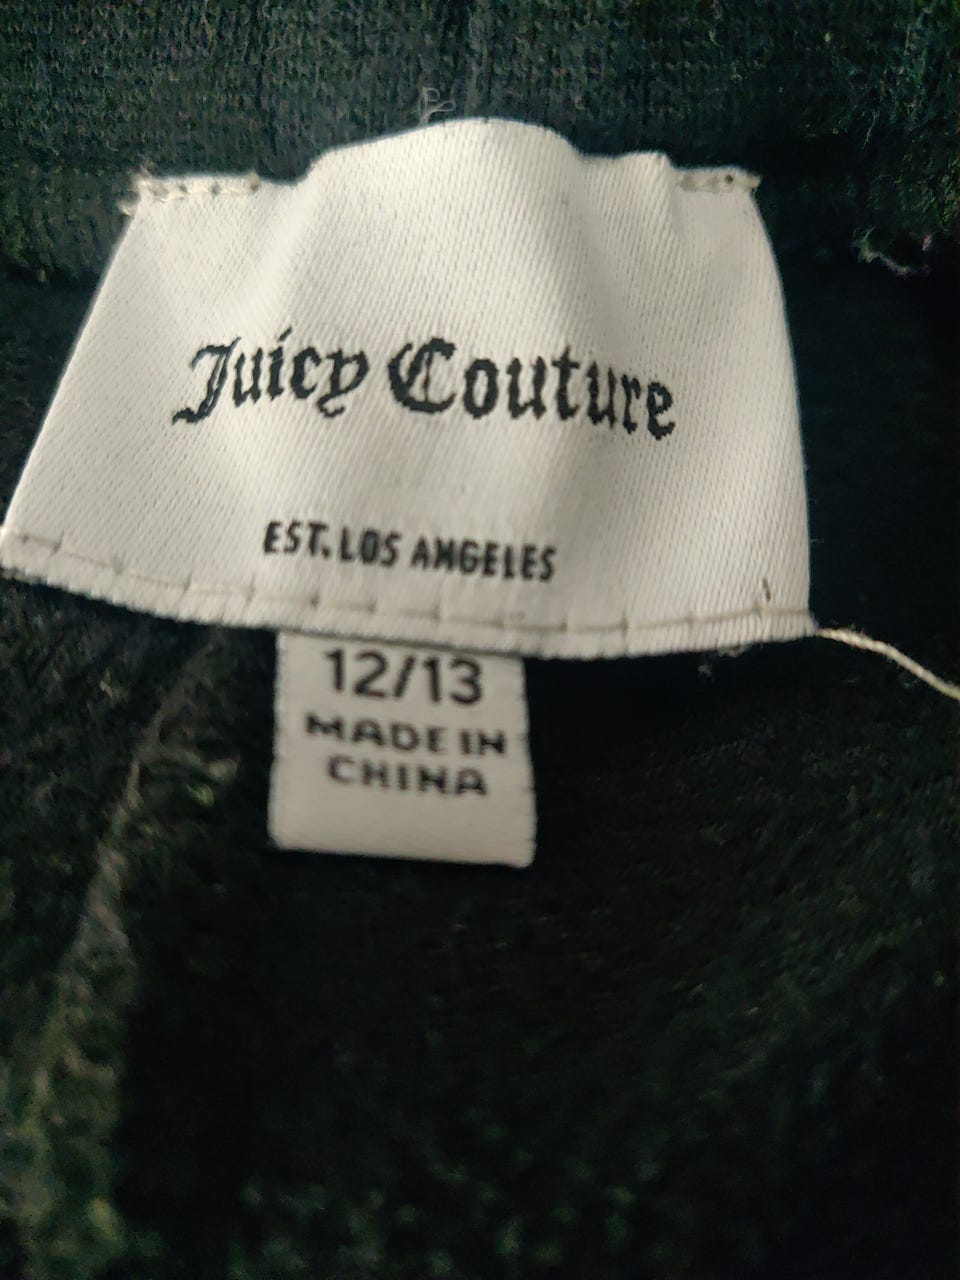 Juicy Couture
EST. LOS ANGELES
12/13
MADE IN
CHINA